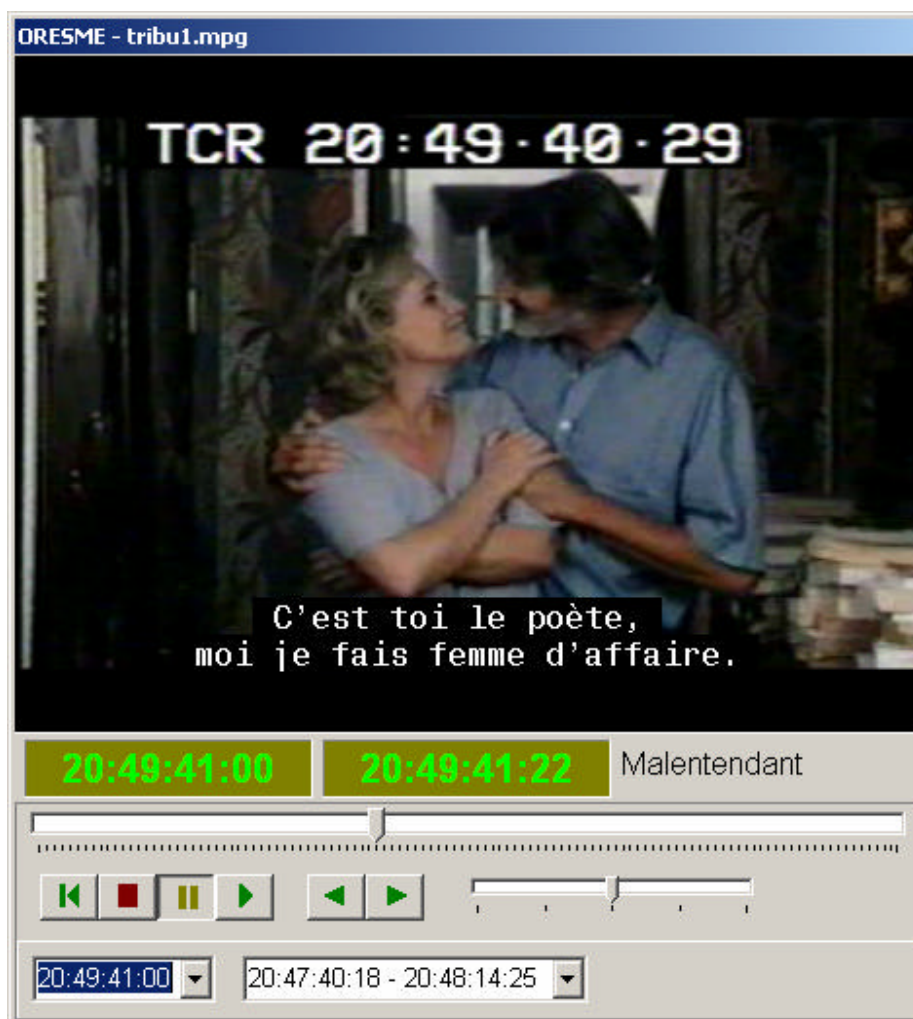 ORESME - tribu1.mpg
TCR 20:49·40·29
C'est toi le poète,
moi je fais femme d'affaire.
20:49:41:00 20:49:41:22 Malentendant
20:49:41:00 20:47:40:18 - 20:48:14:25